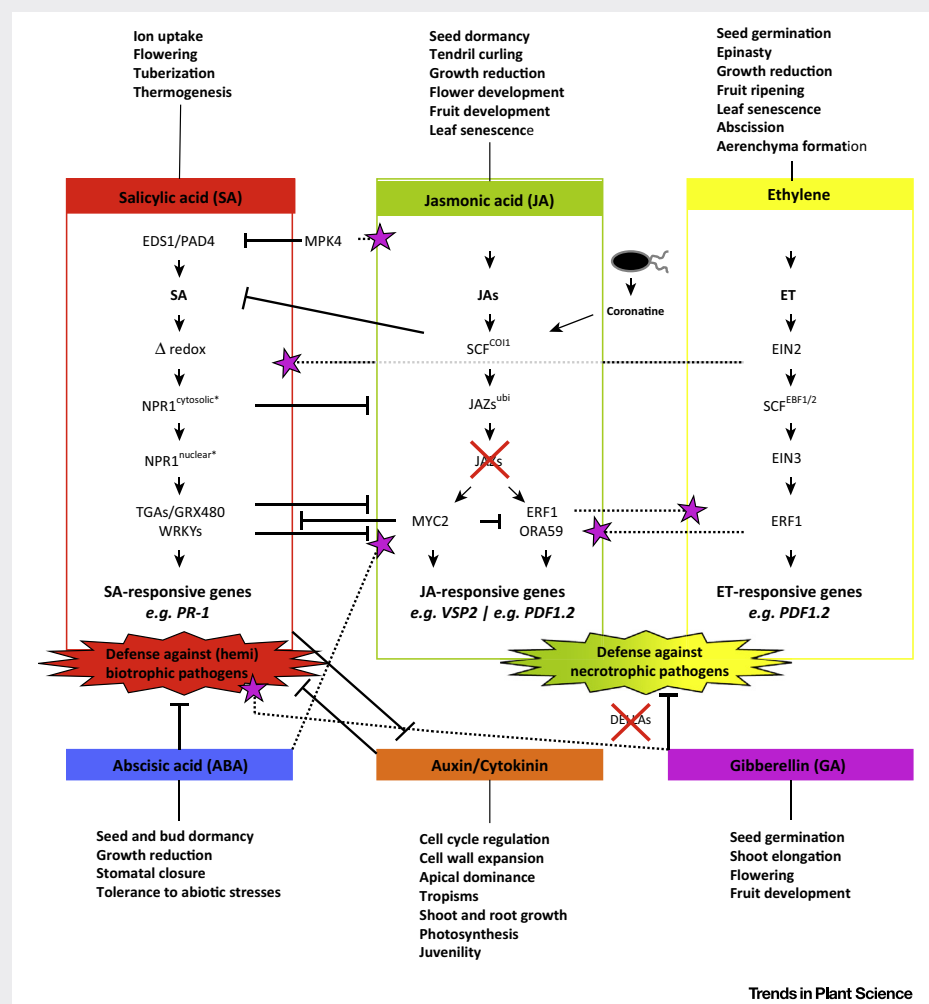 Ion uptake
Flowering
Tuberization
Thermogenesis
Seed dormancy
Tendril curling
Growth reduction
Flower development
Fruit development
Leaf senescence
Seed germination
Epinasty
Growth reduction
Fruit ripening
Leaf senescence
Abscission
Aerenchyma formation
Salicylic acid (SA)
EDS1/PAD4
SA
Δ redox
NPR1cytosolic*
NPR1nuclear*
TGAs/GRX480
WRKYs
SA-responsive genes
e.g. PR-1
Defense against (hemi)
biotrophic pathogens
MPK4
Jasmonic acid (JA)
JAs
Coronatine
SCFCOI1
JAZsubi
JAZs
MYC2
ERF1
ORA59
JA-responsive genes
e.g. VSP2 | e.g. PDF1.2
Ethylene
ET
EIN2
SCFEBF1/2
EIN3
ERF1
ET-responsive genes
e.g. PDF1.2
Defense against
necrotrophic pathogens
DELLAs
Abscisic acid (ABA)
Auxin/Cytokinin
Gibberellin (GA)
Seed and bud dormancy
Growth reduction
Stomatal closure
Tolerance to abiotic stresses
Cell cycle regulation
Cell wall expansion
Apical dominance
Tropisms
Shoot and root growth
Photosynthesis
Juvenility
Seed germination
Shoot elongation
Flowering
Fruit development
Trends in Plant Science